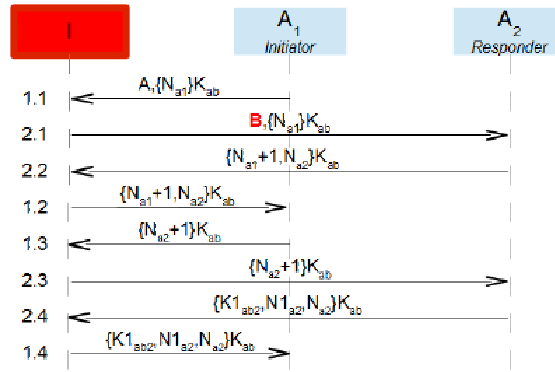 I
A1
Initiator
A2
Responder
1.1
A,{Na1}Kab
2.1
B,{Na1}Kab
2.2
{Na1+1,Na2}Kab
1.2
{Na1+1,Na2}Kab
1.3
{Na2+1}Kab
2.3
{Na2+1}Kab
2.4
{K1ab2,N1a2,Na2}Kab
1.4
{K1ab2,N1a2,Na2}Kab